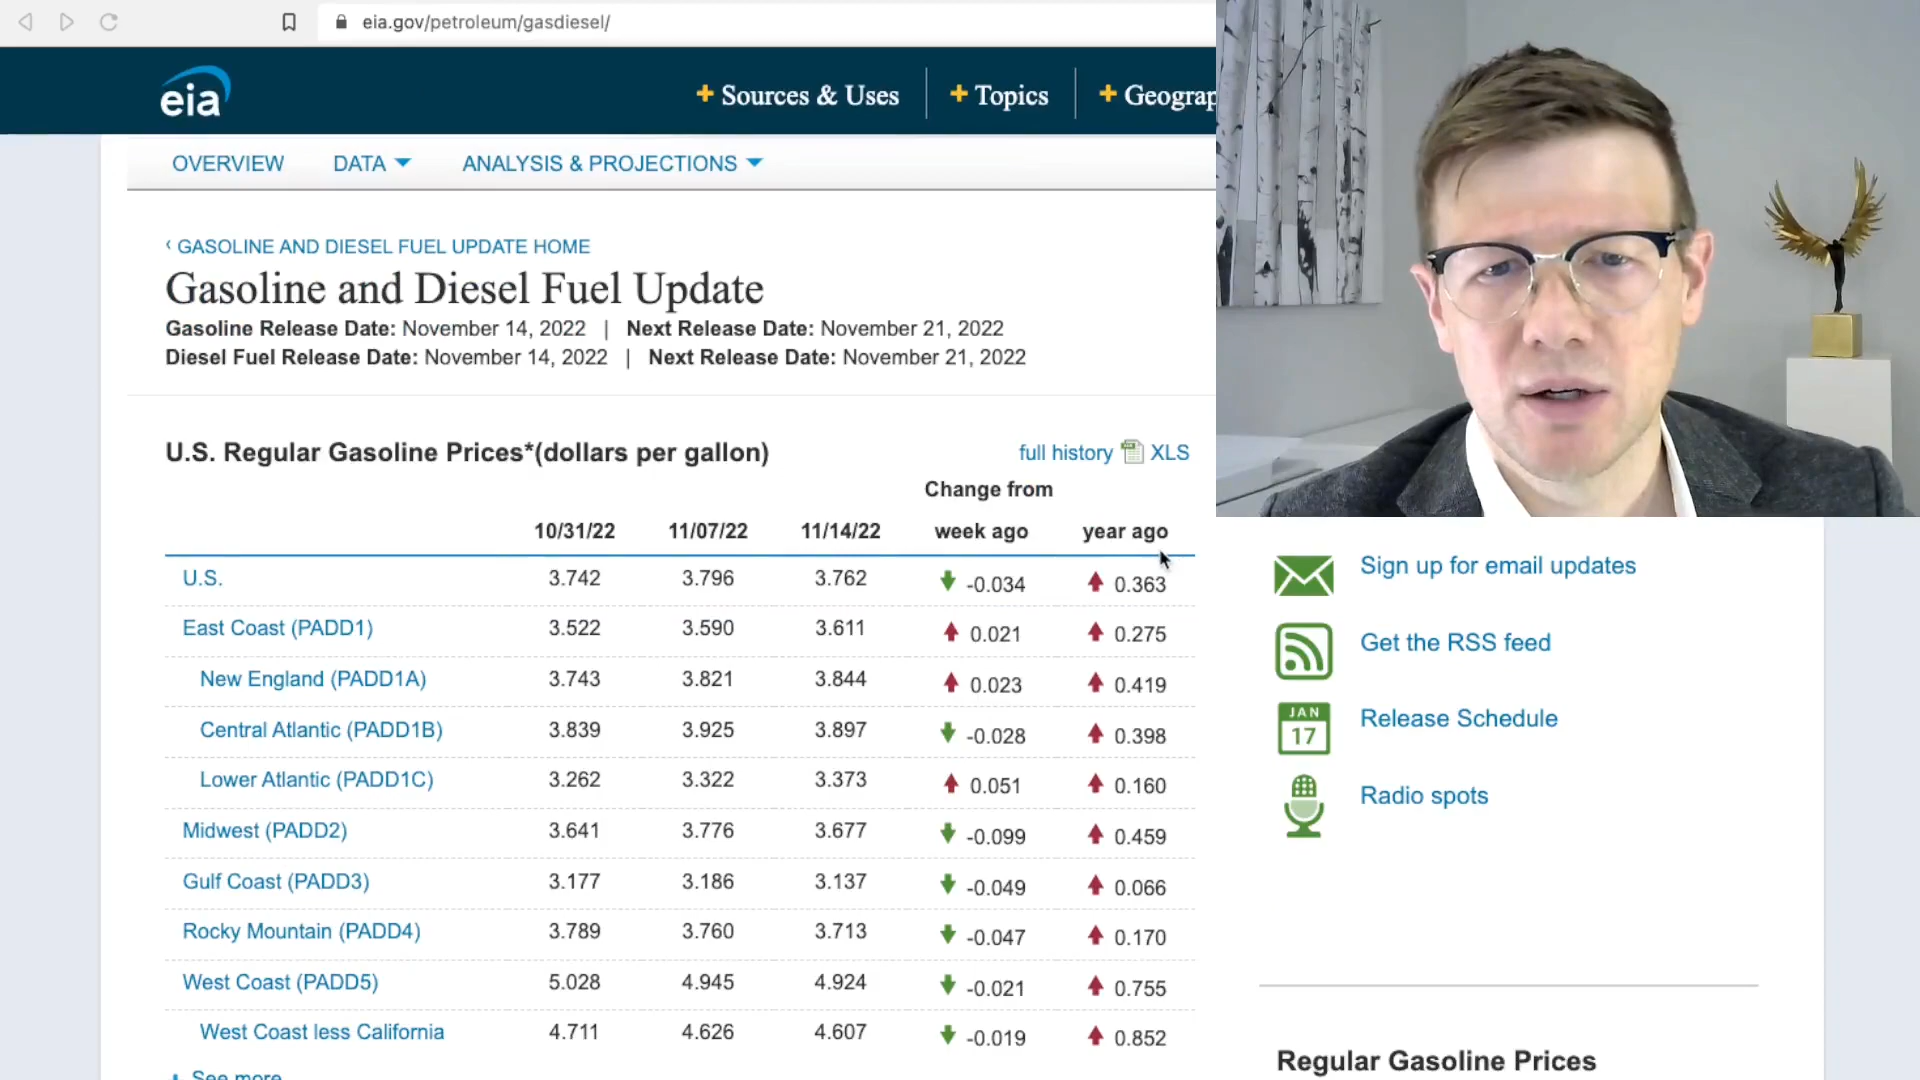 eia.gov/petroleum/gasdiesel/
eia
+ Sources & Uses
+ Topics
+ Geograp
OVERVIEW DATA ANALYSIS & PROJECTIONS
‹ GASOLINE AND DIESEL FUEL UPDATE HOME
Gasoline and Diesel Fuel Update
Gasoline Release Date: November 14, 2022 | Next Release Date: November 21, 2022
Diesel Fuel Release Date: November 14, 2022 | Next Release Date: November 21, 2022
U.S. Regular Gasoline Prices*(dollars per gallon) full history XLS
Change from
10/31/22 11/07/22 11/14/22 week ago year ago
U.S. 3.742 3.796 3.762 -0.034 0.363
East Coast (PADD1) 3.522 3.590 3.611 0.021 0.275
New England (PADD1A) 3.743 3.821 3.844 0.023 0.419
Central Atlantic (PADD1B) 3.839 3.925 3.897 -0.028 0.398
Lower Atlantic (PADD1C) 3.262 3.322 3.373 0.051 0.160
Midwest (PADD2) 3.641 3.776 3.677 -0.099 0.459
Gulf Coast (PADD3) 3.177 3.186 3.137 -0.049 0.066
Rocky Mountain (PADD4) 3.789 3.760 3.713 -0.047 0.170
West Coast (PADD5) 5.028 4.945 4.924 -0.021 0.755
West Coast less California 4.711 4.626 4.607 -0.019 0.852
See more
Sign up for email updates
Get the RSS feed
JAN
17
Release Schedule
Radio spots
Regular Gasoline Prices